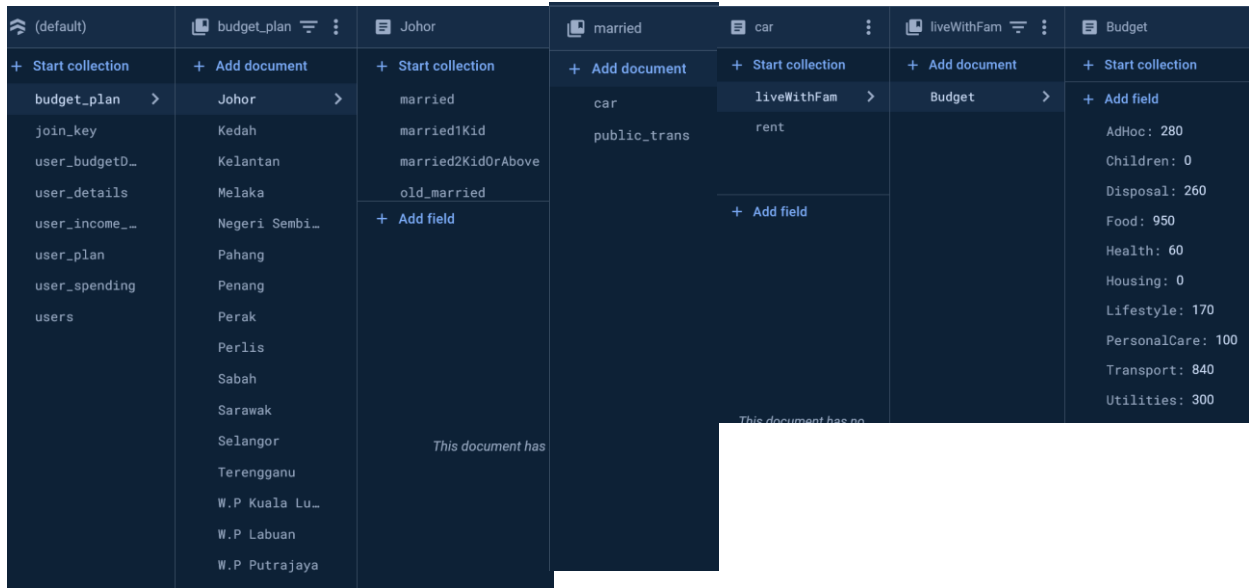 (default)
+ Start collection
budget_plan
join_key
user_budgetD…
user_details
user_income_…
user_plan
user_spending
users
budget_plan
+ Add document
Johor
Kedah
Kelantan
Melaka
Negeri Sembi…
Pahang
Penang
Perak
Perlis
Sabah
Sarawak
Selangor
Terengganu
W.P Kuala Lu…
W.P Labuan
W.P Putrajaya
Johor
+ Start collection
married
married1Kid
married2KidOrAbove
old_married
+ Add field
This document has
married
+ Add document
car
public_trans
car
+ Start collection
liveWithFam
rent
+ Add field
This document has no
liveWithFam
+ Add document
Budget
Budget
+ Start collection
+ Add field
AdHoc: 280
Children: 0
Disposal: 260
Food: 950
Health: 60
Housing: 0
Lifestyle: 170
PersonalCare: 100
Transport: 840
Utilities: 300